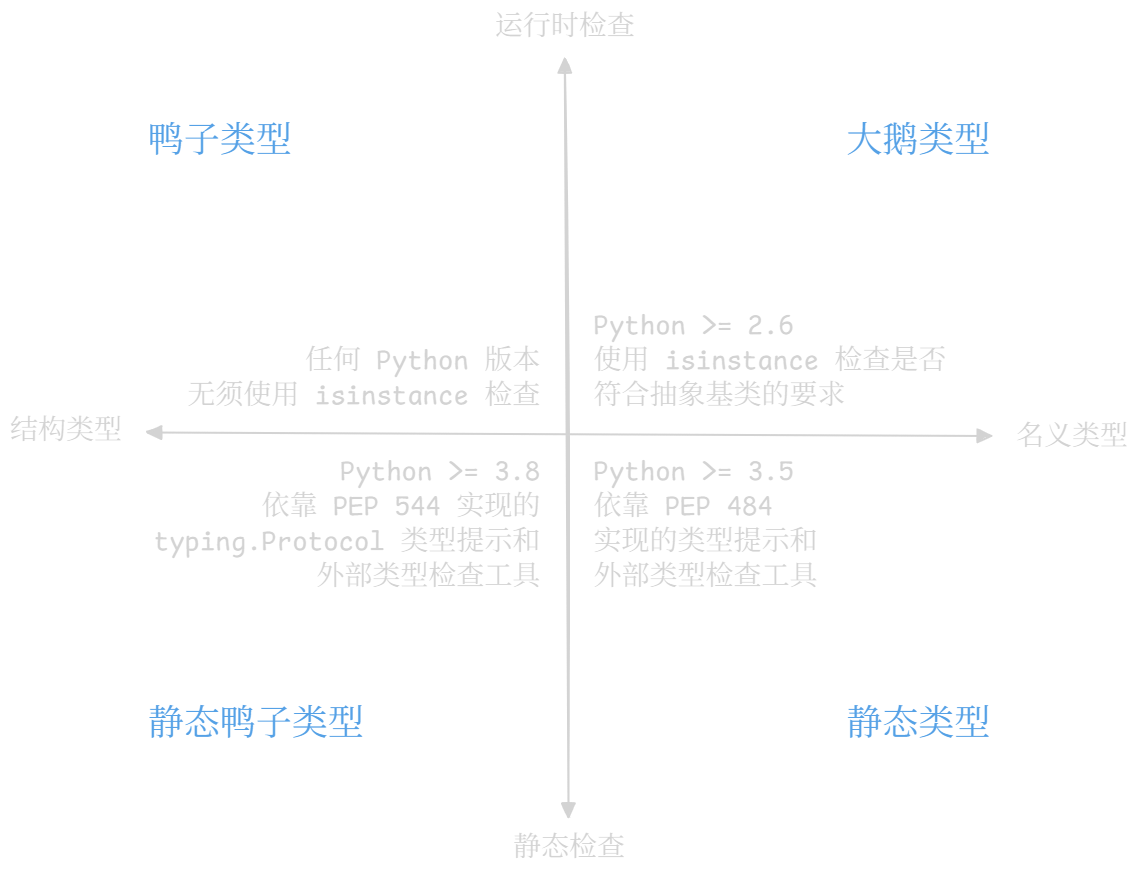 运行时检查
鸭子类型
大鹅类型
任何 Python 版本
无须使用 isinstance 检查
Python >= 2.6
使用 isinstance 检查是否
符合抽象基类的要求
结构类型
名义类型
Python >= 3.8
依靠 PEP 544 实现的
typing.Protocol 类型提示和
外部类型检查工具
Python >= 3.5
依靠 PEP 484
实现的类型提示和
外部类型检查工具
静态鸭子类型
静态类型
静态检查